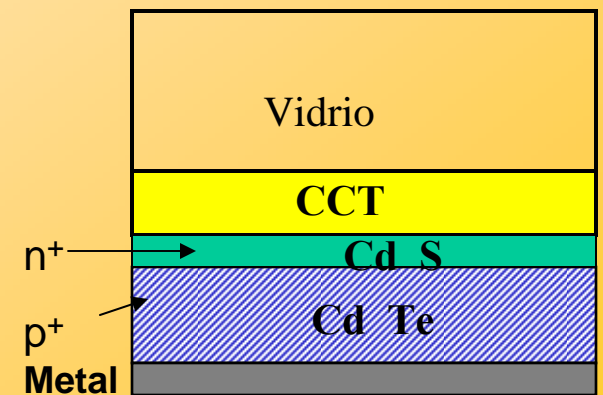 Vidrio
CCT
n⁺
Cd S
p⁺
Cd Te
Metal